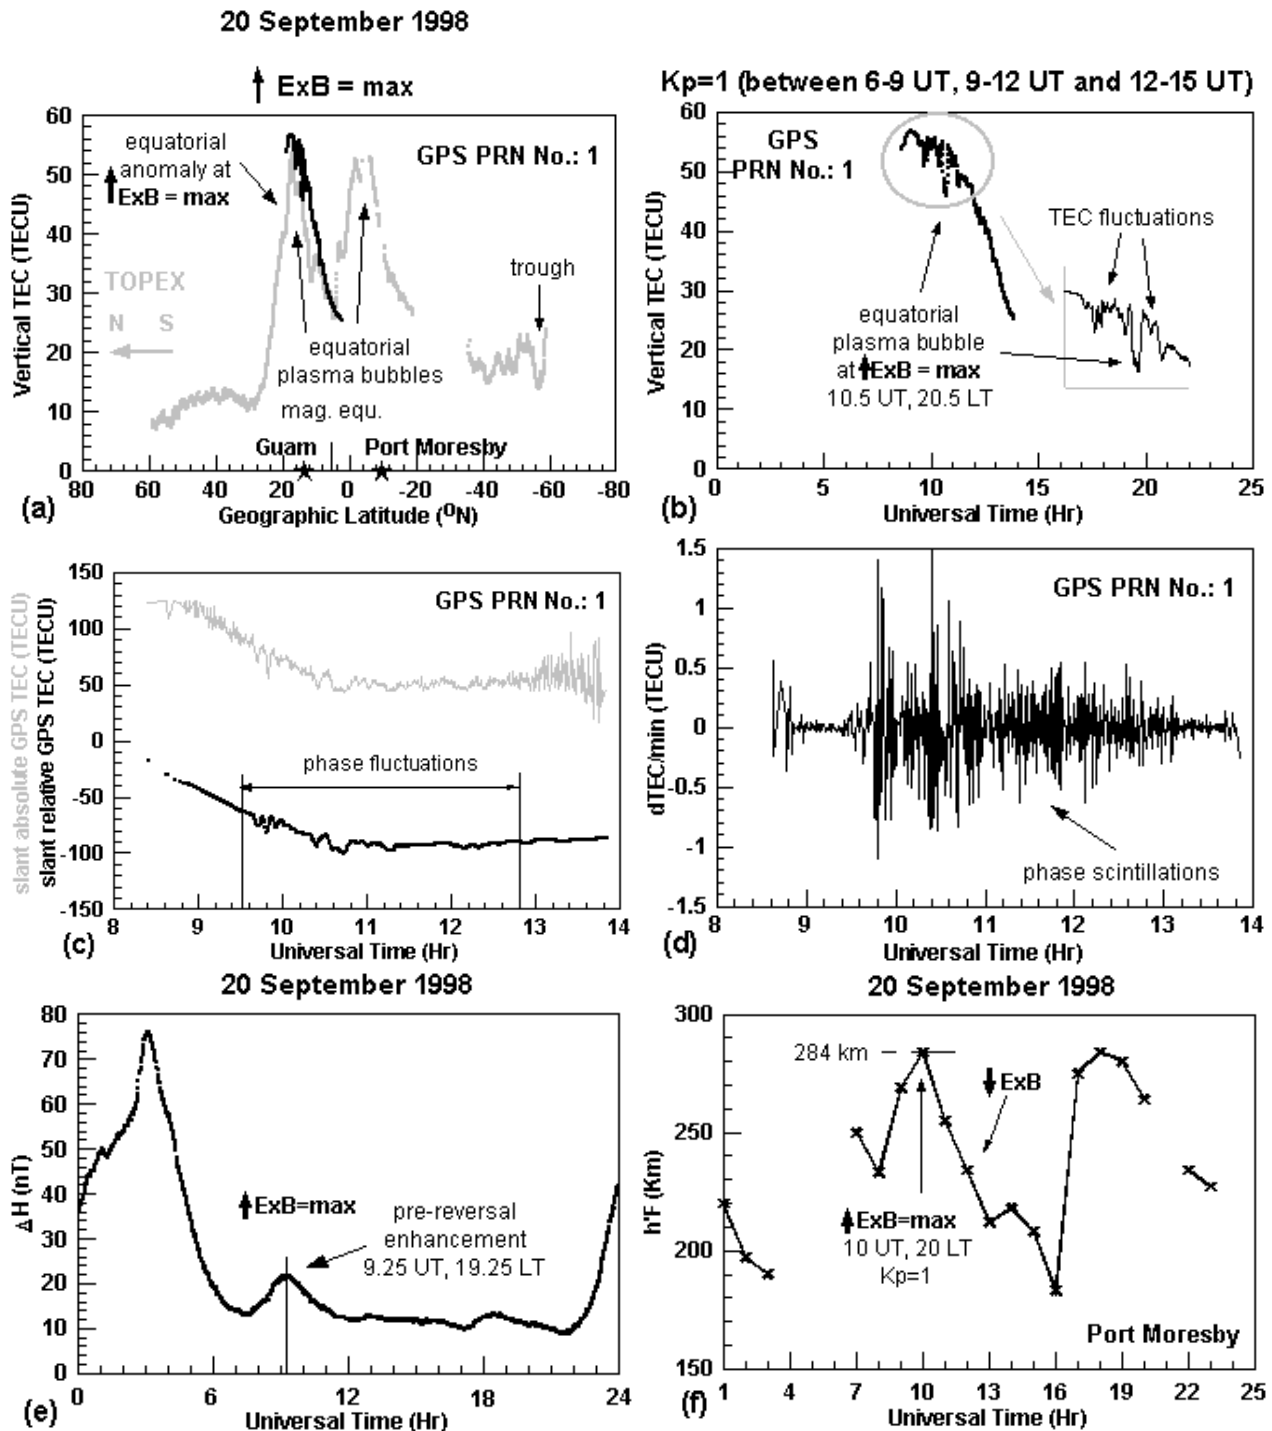 20 September 1998
ExB = max
equatorial
anomaly at
ExB = max
GPS PRN No.: 1
TOPEX
N S
trough
equatorial
plasma bubbles
mag. equ.
Guam
Port Moresby
Vertical TEC (TECU)
60
50
40
30
20
10
0
80 60 40 20 0 -20 -40 -60 -80
Geographic Latitude (ºN)
(a)
Kp=1 (between 6-9 UT, 9-12 UT and 12-15 UT)
GPS
PRN No.: 1
TEC fluctuations
equatorial
plasma bubble
at ExB = max
10.5 UT, 20.5 LT
Vertical TEC (TECU)
60
50
40
30
20
10
0
0 5 10 15 20 25
Universal Time (Hr)
(b)
GPS PRN No.: 1
phase fluctuations
slant absolute GPS TEC (TECU)
slant relative GPS TEC (TECU)
150
100
50
0
-50
-100
-150
8 9 10 11 12 13 14
Universal Time (Hr)
(c)
GPS PRN No.: 1
phase scintillations
dTEC/min (TECU)
1.5
1
0.5
0
-0.5
-1
-1.5
9 10 11 12 13 14
Universal Time (Hr)
(d)
20 September 1998
ExB=max
pre-reversal
enhancement
9.25 UT, 19.25 LT
ΔH (nT)
80
70
60
50
40
30
20
10
0
0 6 12 18 24
Universal Time (Hr)
(e)
20 September 1998
284 km
ExB
ExB=max
10 UT, 20 LT
Kp=1
Port Moresby
h'F (Km)
300
250
200
150
1 4 7 10 13 16 19 22 25
Universal Time (Hr)
(f)